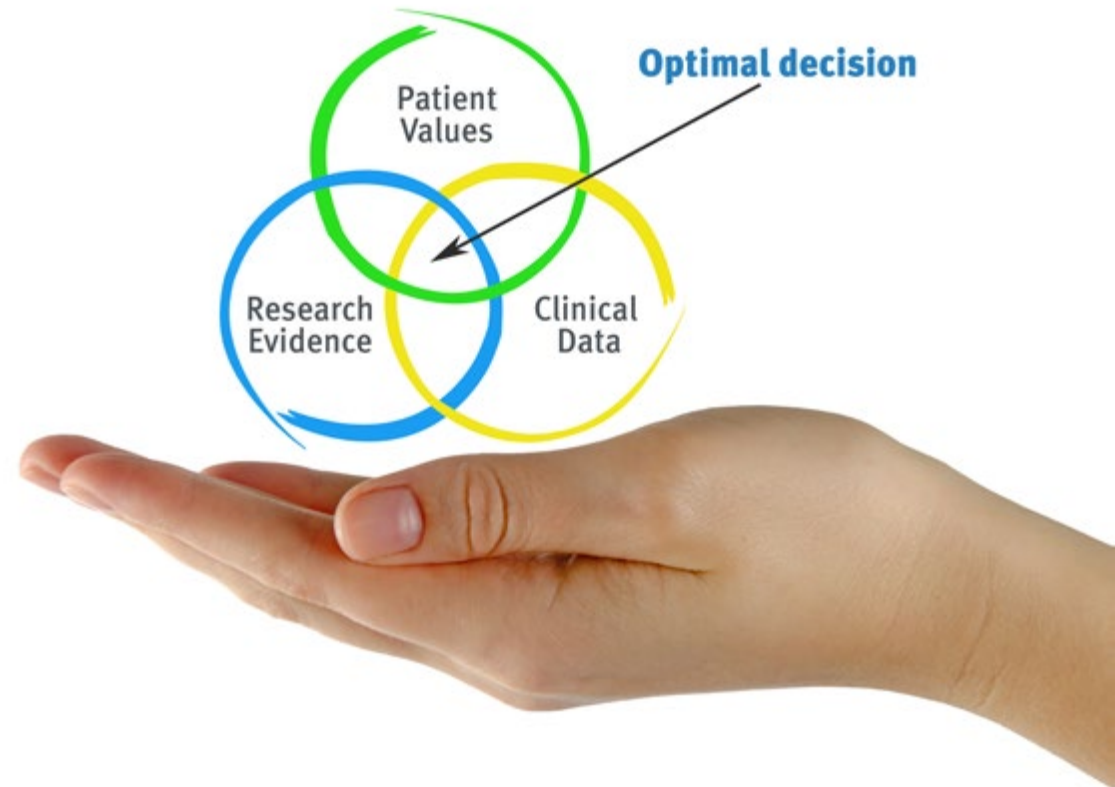 Optimal decision
Patient
Values
Research
Evidence
Clinical
Data